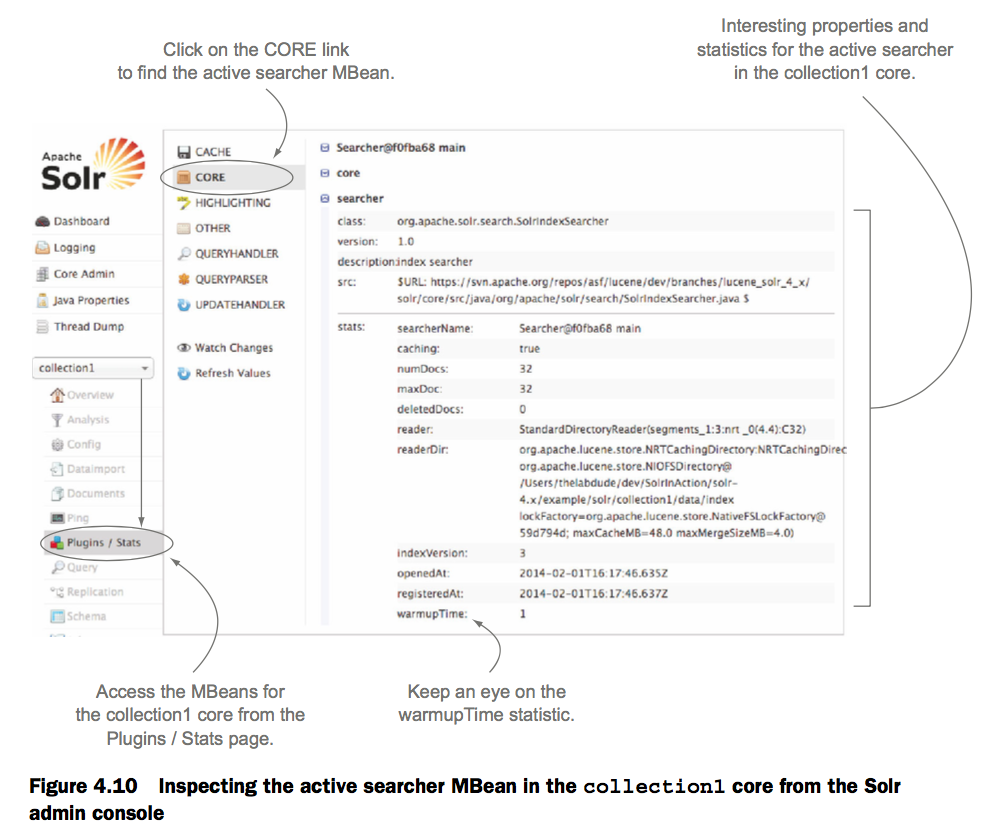 Click on the CORE link
to find the active searcher MBean.
Interesting properties and
statistics for the active searcher
in the collection1 core.
Apache
Solr
Dashboard
Logging
Core Admin
Java Properties
Thread Dump
collection1
Overview
Analysis
Config
Dataimport
Documents
Ping
Plugins / Stats
Query
Replication
Schema
CACHE
CORE
HIGHLIGHTING
OTHER
QUERYHANDLER
QUERYPARSER
UPDATEHANDLER
Watch Changes
Refresh Values
Searcher@f0fba68 main
core
searcher
class: org.apache.solr.search.SolrIndexSearcher
version: 1.0
description:index searcher
src: $URL: https://svn.apache.org/repos/asf/lucene/dev/branches/lucene_solr_4_x/
solr/core/src/java/org/apache/solr/search/SolrIndexSearcher.java $
stats: searcherName: Searcher@f0fba68 main
caching: true
numDocs: 32
maxDoc: 32
deletedDocs: 0
reader: StandardDirectoryReader(segments_1:3:nrt _0(4.4):C32)
readerDir: org.apache.lucene.store.NRTCachingDirectory:NRTCachingDirec
org.apache.lucene.store.NIOFSDirectory@
/Users/thelabdude/dev/SolrInAction/solr-
4.x/example/solr/collection1/data/index
lockFactory=org.apache.lucene.store.NativeFSLockFactory@
59d794d; maxCacheMB=48.0 maxMergeSizeMB=4.0)
indexVersion: 3
openedAt: 2014-02-01T16:17:46.635Z
registeredAt: 2014-02-01T16:17:46.637Z
warmupTime: 1
Access the MBeans for
the collection1 core from the
Plugins / Stats page.
Keep an eye on the
warmupTime statistic.
Figure 4.10 Inspecting the active searcher MBean in the collection1 core from the Solr
admin console